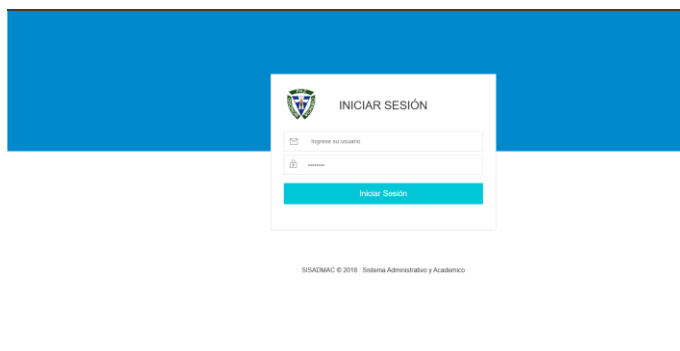 INICIAR SESIÓN
Ingrese su usuario
Iniciar Sesión
SISADMAC © 2018 . Sistema Administrativo y Academico